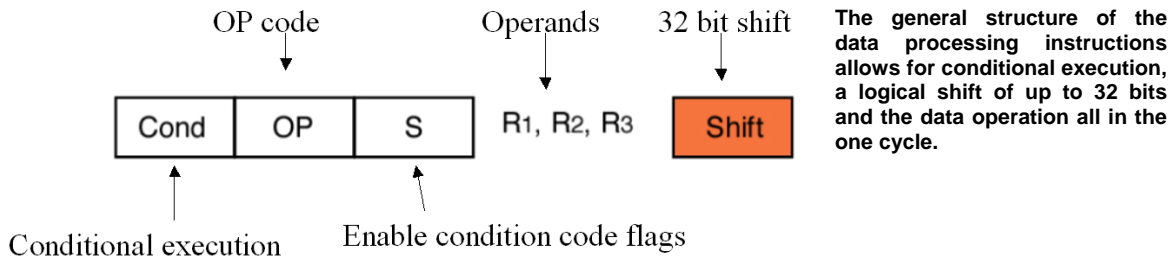 OP code
Operands
32 bit shift
Cond
OP
S
R1, R2, R3
Shift
Conditional execution
Enable condition code flags
The general structure of the
data processing instructions
allows for conditional execution,
a logical shift of up to 32 bits
and the data operation all in the
one cycle.